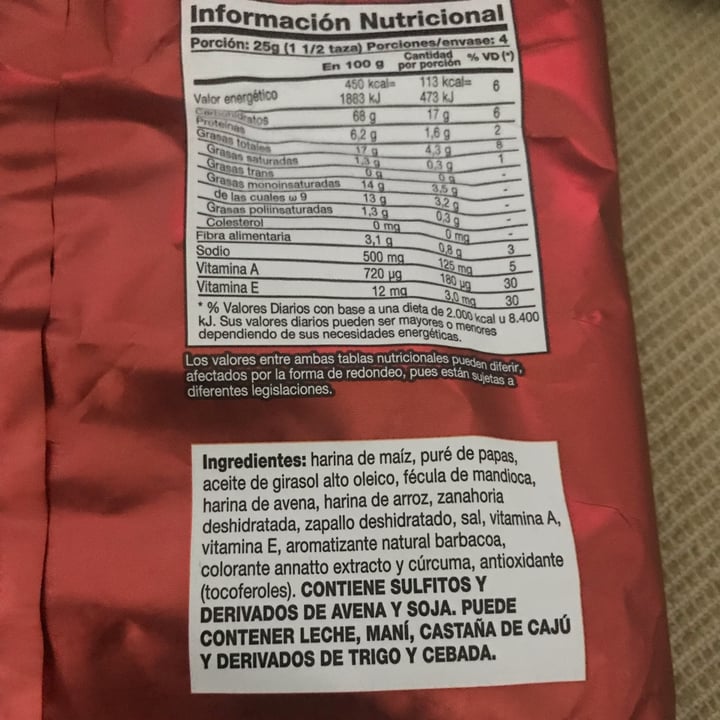 Información Nutricional
Porción: 25g (1 1/2 taza) Porciones/envase: 4
En 100 g Cantidad por porción % VD (*)
Valor energético 450 kcal= 1883 kJ 113 kcal= 473 kJ 6
Carbohidratos 68 g 17 g 6
Proteínas 6,2 g 1,6 g 2
Grasas totales 17 g 4,3 g 8
Grasas saturadas 1,3 g 0,3 g 1
Grasas trans 0 g 0 g -
Grasas monoinsaturadas 14 g 3,5 g -
de las cuales ω 9 13 g 3,2 g -
Grasas poliinsaturadas 1,3 g 0,3 g -
Colesterol 0 mg 0 mg -
Fibra alimentaria 3,1 g 0,8 g 3
Sodio 500 mg 125 mg 5
Vitamina A 720 µg 180 µg 30
Vitamina E 12 mg 3,0 mg 30
* % Valores Diarios con base a una dieta de 2.000 kcal u 8.400
kJ. Sus valores diarios pueden ser mayores o menores
dependiendo de sus necesidades energéticas.
Los valores entre ambas tablas nutricionales pueden diferir,
afectados por la forma de redondeo, pues están sujetas a
diferentes legislaciones.
Ingredientes: harina de maíz, puré de papas,
aceite de girasol alto oleico, fécula de mandioca,
harina de avena, harina de arroz, zanahoria
deshidratada, zapallo deshidratado, sal, vitamina A,
vitamina E, aromatizante natural barbacoa,
colorante annatto extracto y cúrcuma, antioxidante
(tocoferoles). CONTIENE SULFITOS Y
DERIVADOS DE AVENA Y SOJA. PUEDE
CONTENER LECHE, MANÍ, CASTAÑA DE CAJÚ
Y DERIVADOS DE TRIGO Y CEBADA.